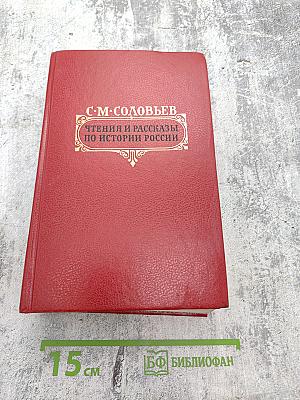 С·М·СОЛОВЬЕВ
ЧТЕНИЯ И РАССКАЗЫ
ПО ИСТОРИИ РОССИИ
15 СМ
БФ БИБЛИОФАН